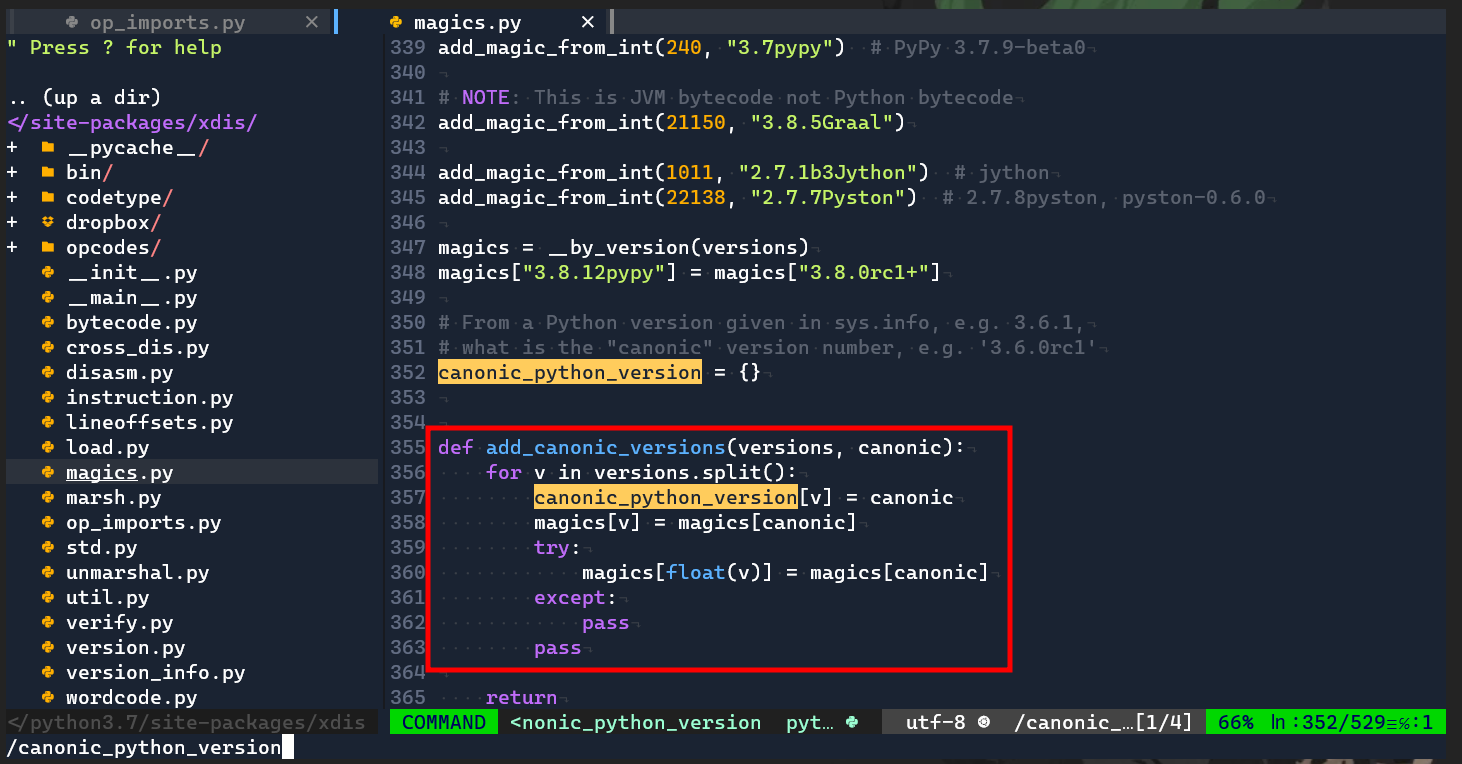 op_imports.py ✕ magics.py ✕
" Press ? for help
.. (up a dir)
</site-packages/xdis/
+ __pycache__/
+ bin/
+ codetype/
+ dropbox/
+ opcodes/
__init__.py
__main__.py
bytecode.py
cross_dis.py
disasm.py
instruction.py
lineoffsets.py
load.py
magics.py
marsh.py
op_imports.py
std.py
unmarshal.py
util.py
verify.py
version.py
version_info.py
wordcode.py
</python3.7/site-packages/xdis
339 add_magic_from_int(240, "3.7pypy")  # PyPy 3.7.9-beta0
340
341 # NOTE: This is JVM bytecode not Python bytecode
342 add_magic_from_int(21150, "3.8.5Graal")
343
344 add_magic_from_int(1011, "2.7.1b3Jython")  # jython
345 add_magic_from_int(22138, "2.7.7Pyston")  # 2.7.8pyston, pyston-0.6.0
346
347 magics = __by_version(versions)
348 magics["3.8.12pypy"] = magics["3.8.0rc1+"]
349
350 # From a Python version given in sys.info, e.g. 3.6.1,
351 # what is the "canonic" version number, e.g. '3.6.0rc1'
352 canonic_python_version = {}
353
354
355 def add_canonic_versions(versions, canonic):
356     for v in versions.split():
357         canonic_python_version[v] = canonic
358         magics[v] = magics[canonic]
359         try:
360             magics[float(v)] = magics[canonic]
361         except:
362             pass
363         pass
364
365     return
COMMAND <nonic_python_version pyt… utf-8 /canonic_…[1/4] 66% ln :352/529≡℅:1
/canonic_python_version